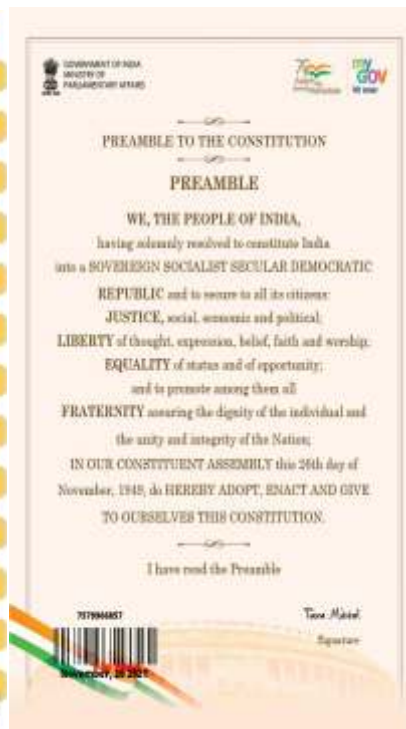 GOVERNMENT OF INDIA
MINISTRY OF
PARLIAMENTARY AFFAIRS
my
GOV
PREAMBLE TO THE CONSTITUTION
PREAMBLE
WE, THE PEOPLE OF INDIA,
having solemnly resolved to constitute India
into a SOVEREIGN SOCIALIST SECULAR DEMOCRATIC
REPUBLIC and to secure to all its citizens:
JUSTICE, social, economic and political;
LIBERTY of thought, expression, belief, faith and worship;
EQUALITY of status and of opportunity;
and to promote among them all
FRATERNITY assuring the dignity of the individual and
the unity and integrity of the Nation;
IN OUR CONSTITUENT ASSEMBLY this 26th day of
November, 1949, do HEREBY ADOPT, ENACT AND GIVE
TO OURSELVES THIS CONSTITUTION.
I have read the Preamble
Signature
November, 2021